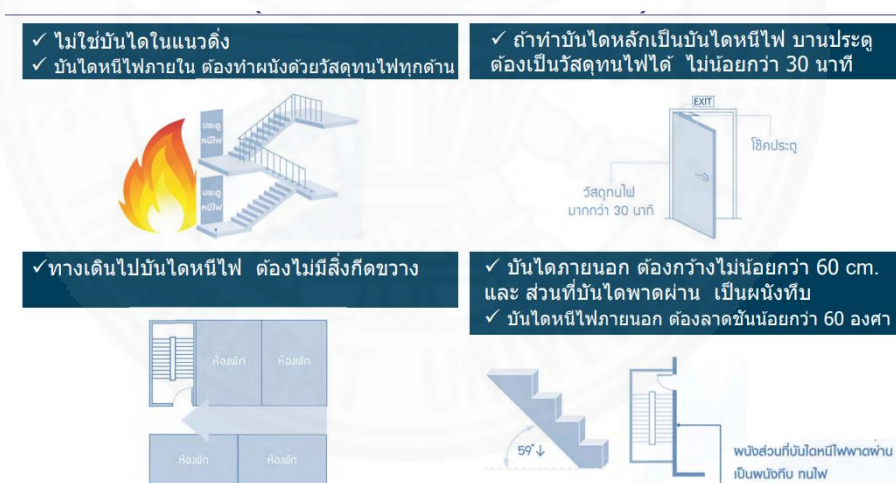 ✓ ไม่ใช่บันไดในแนวดิ่ง
✓ บันไดหนีไฟภายใน ต้องทำผนังด้วยวัสดุทนไฟทุกด้าน
ประตู
หนีไฟ
ประตู
หนีไฟ
✓ ถ้าทำบันไดหลักเป็นบันไดหนีไฟ บานประตู
ต้องเป็นวัสดุทนไฟได้ ไม่น้อยกว่า 30 นาที
EXIT
โช๊คประตู
วัสดุทนไฟ
มากกว่า 30 นาที
✓ทางเดินไปบันไดหนีไฟ ต้องไม่มีสิ่งกีดขวาง
ห้องพัก
ห้องพัก
ห้องพัก
ห้องพัก
✓ บันไดภายนอก ต้องกว้างไม่น้อยกว่า 60 cm.
และ ส่วนที่บันไดพาดผ่าน เป็นผนังทึบ
✓ บันไดหนีไฟภายนอก ต้องลาดชันน้อยกว่า 60 องศา
59°↓
ผนังส่วนที่บันไดหนีไฟพาดผ่าน
เป็นผนังทึบ ทนไฟ